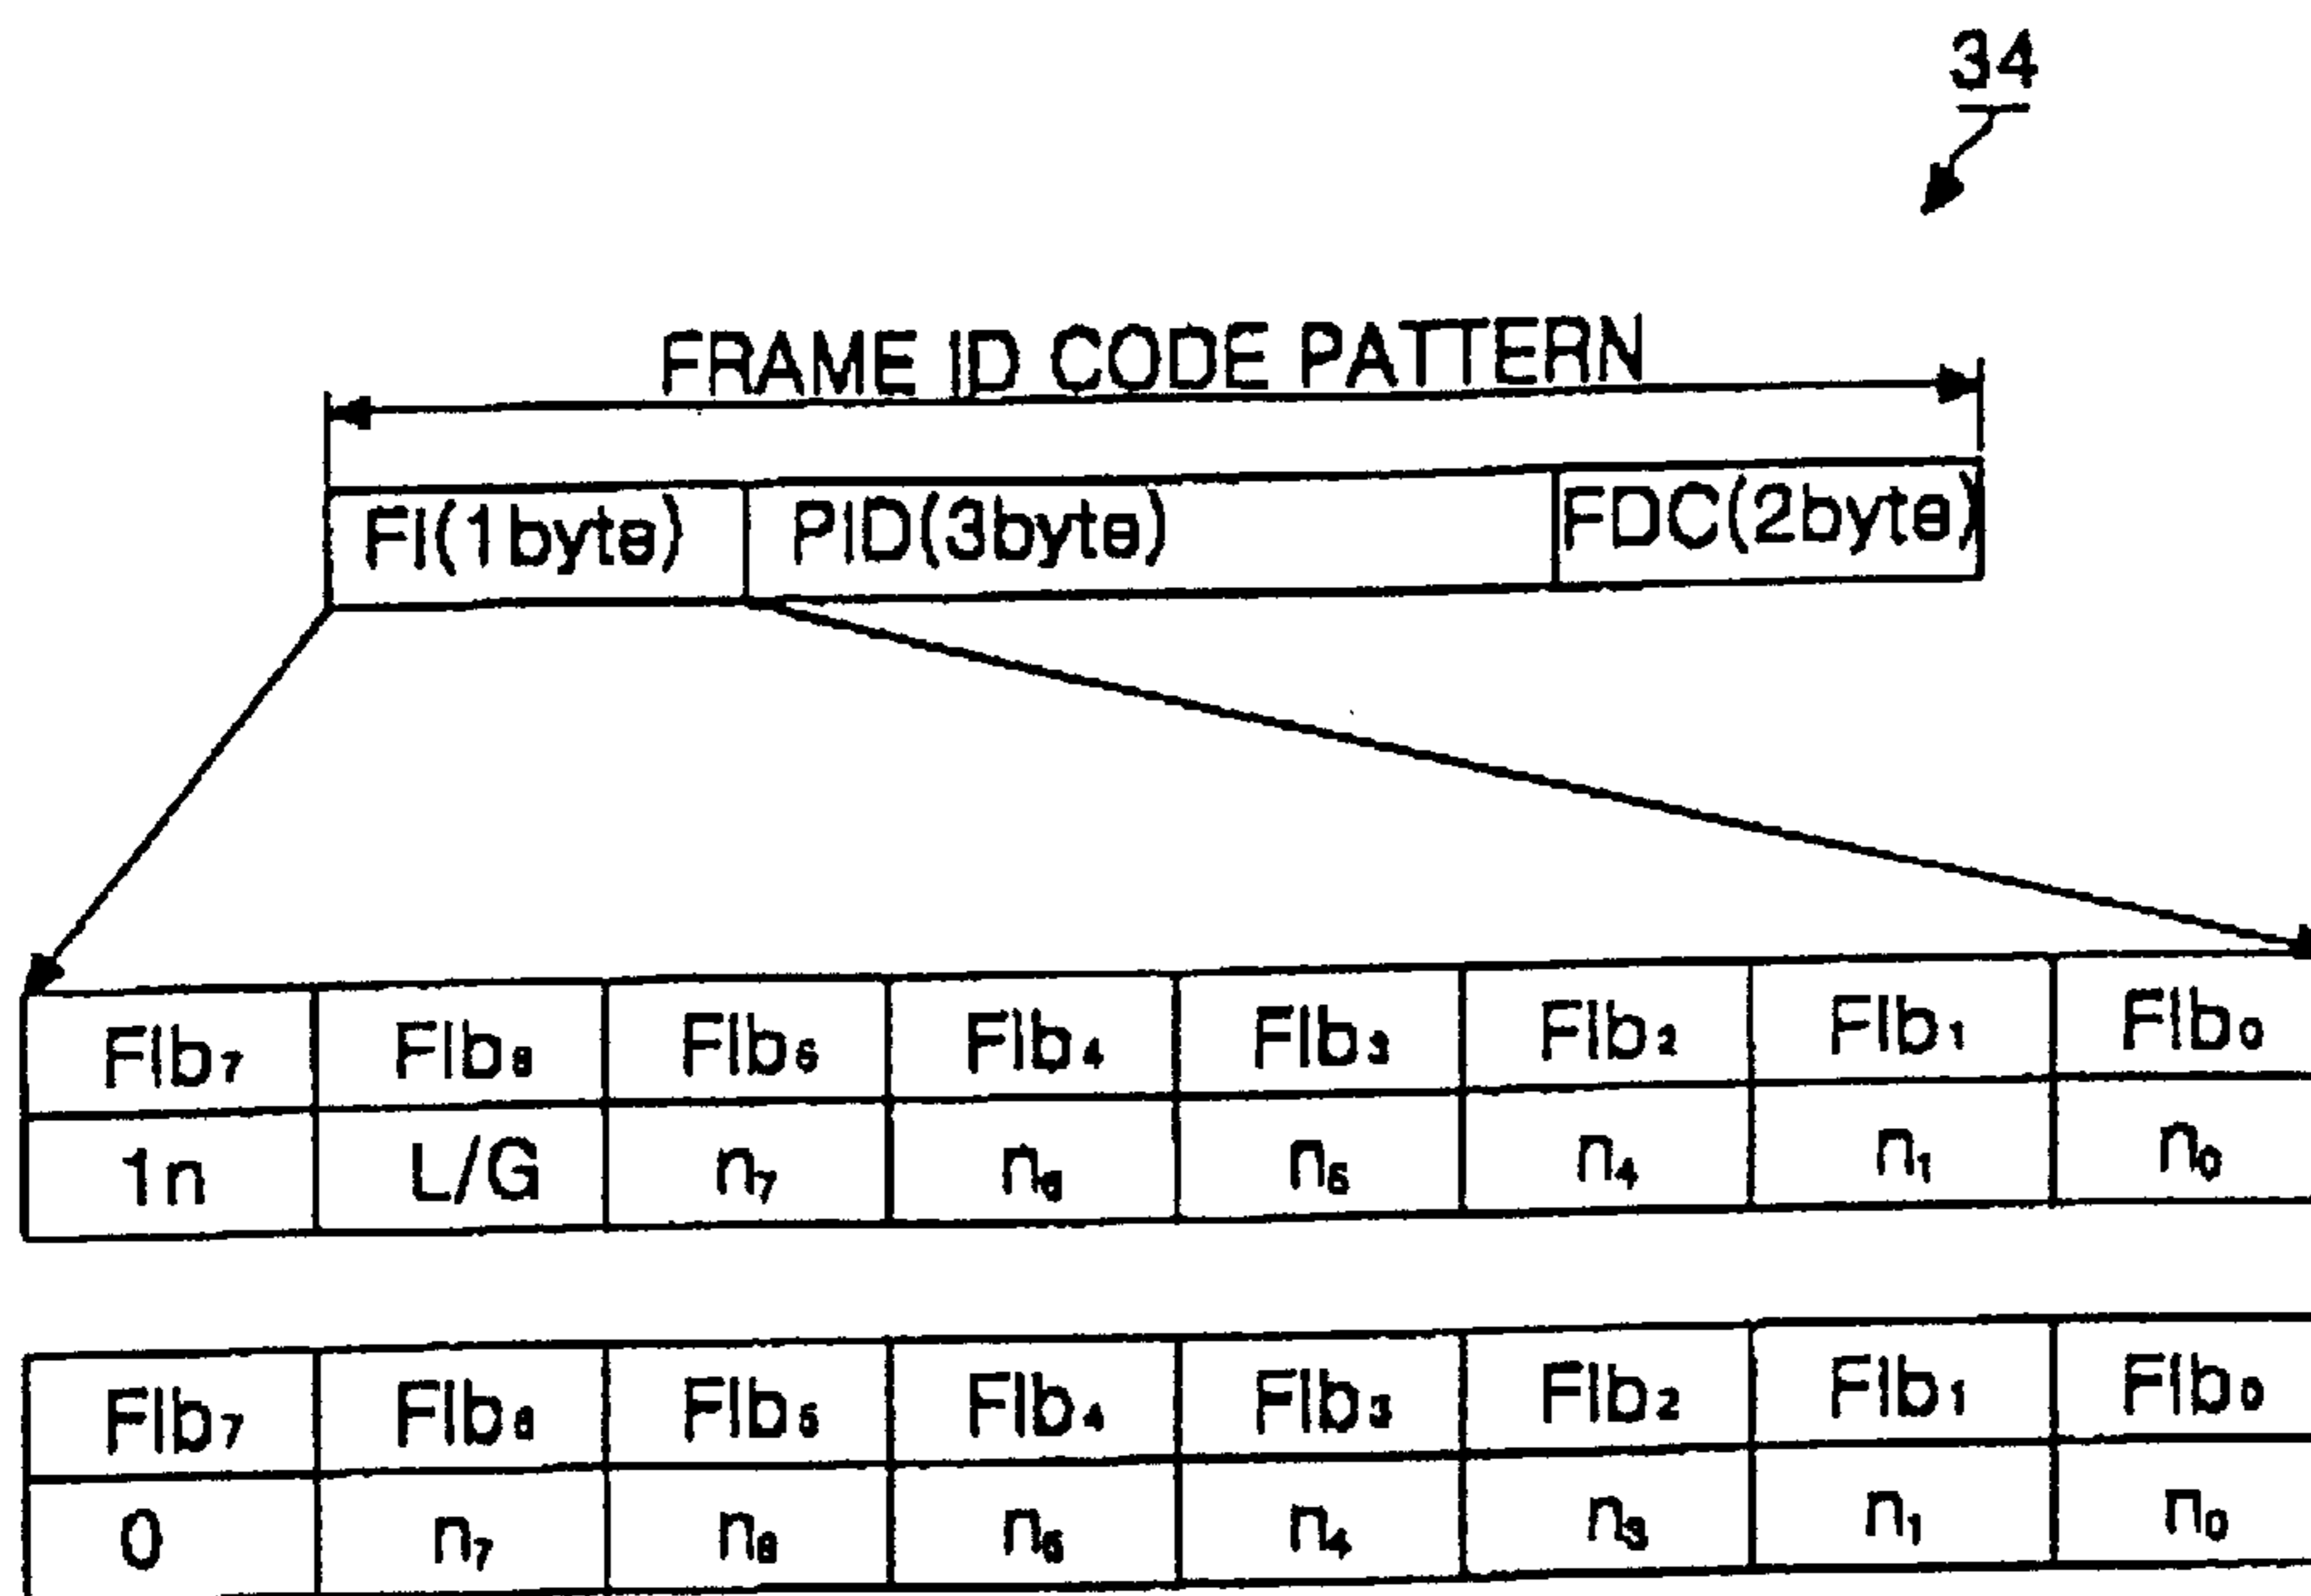 34
FRAME ID CODE PATTERN
FI(1byte) PID(3byte) FDC(2byte)
FIb7 FIb6 FIb5 FIb4 FIb3 FIb2 FIb1 FIb0
1n L/G n7 n6 n5 n4 n1 n0
FIb7 FIb6 FIb5 FIb4 FIb3 FIb2 FIb1 FIb0
0 n7 n6 n5 n4 n3 n1 n0